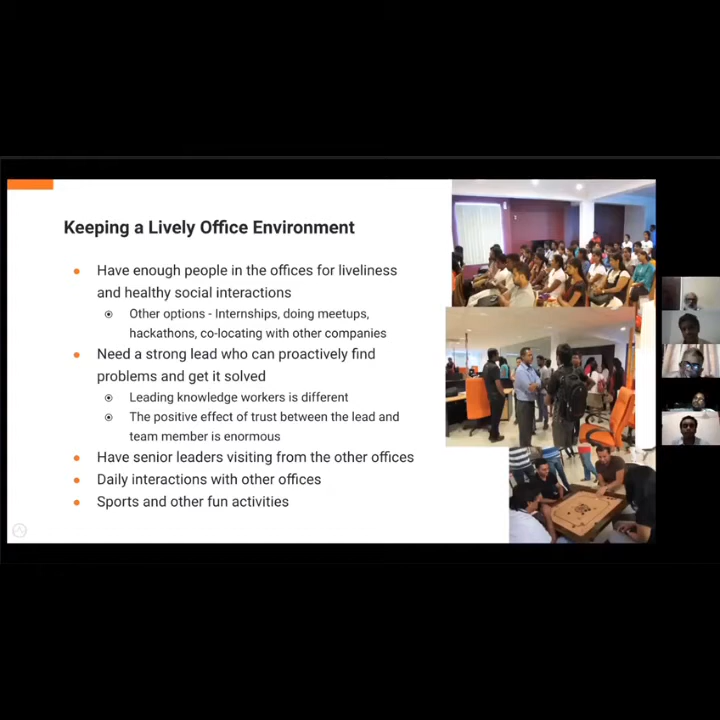 Keeping a Lively Office Environment
Have enough people in the offices for liveliness
and healthy social interactions
Other options - Internships, doing meetups,
hackathons, co-locating with other companies
Need a strong lead who can proactively find
problems and get it solved
Leading knowledge workers is different
The positive effect of trust between the lead and
team member is enormous
Have senior leaders visiting from the other offices
Daily interactions with other offices
Sports and other fun activities